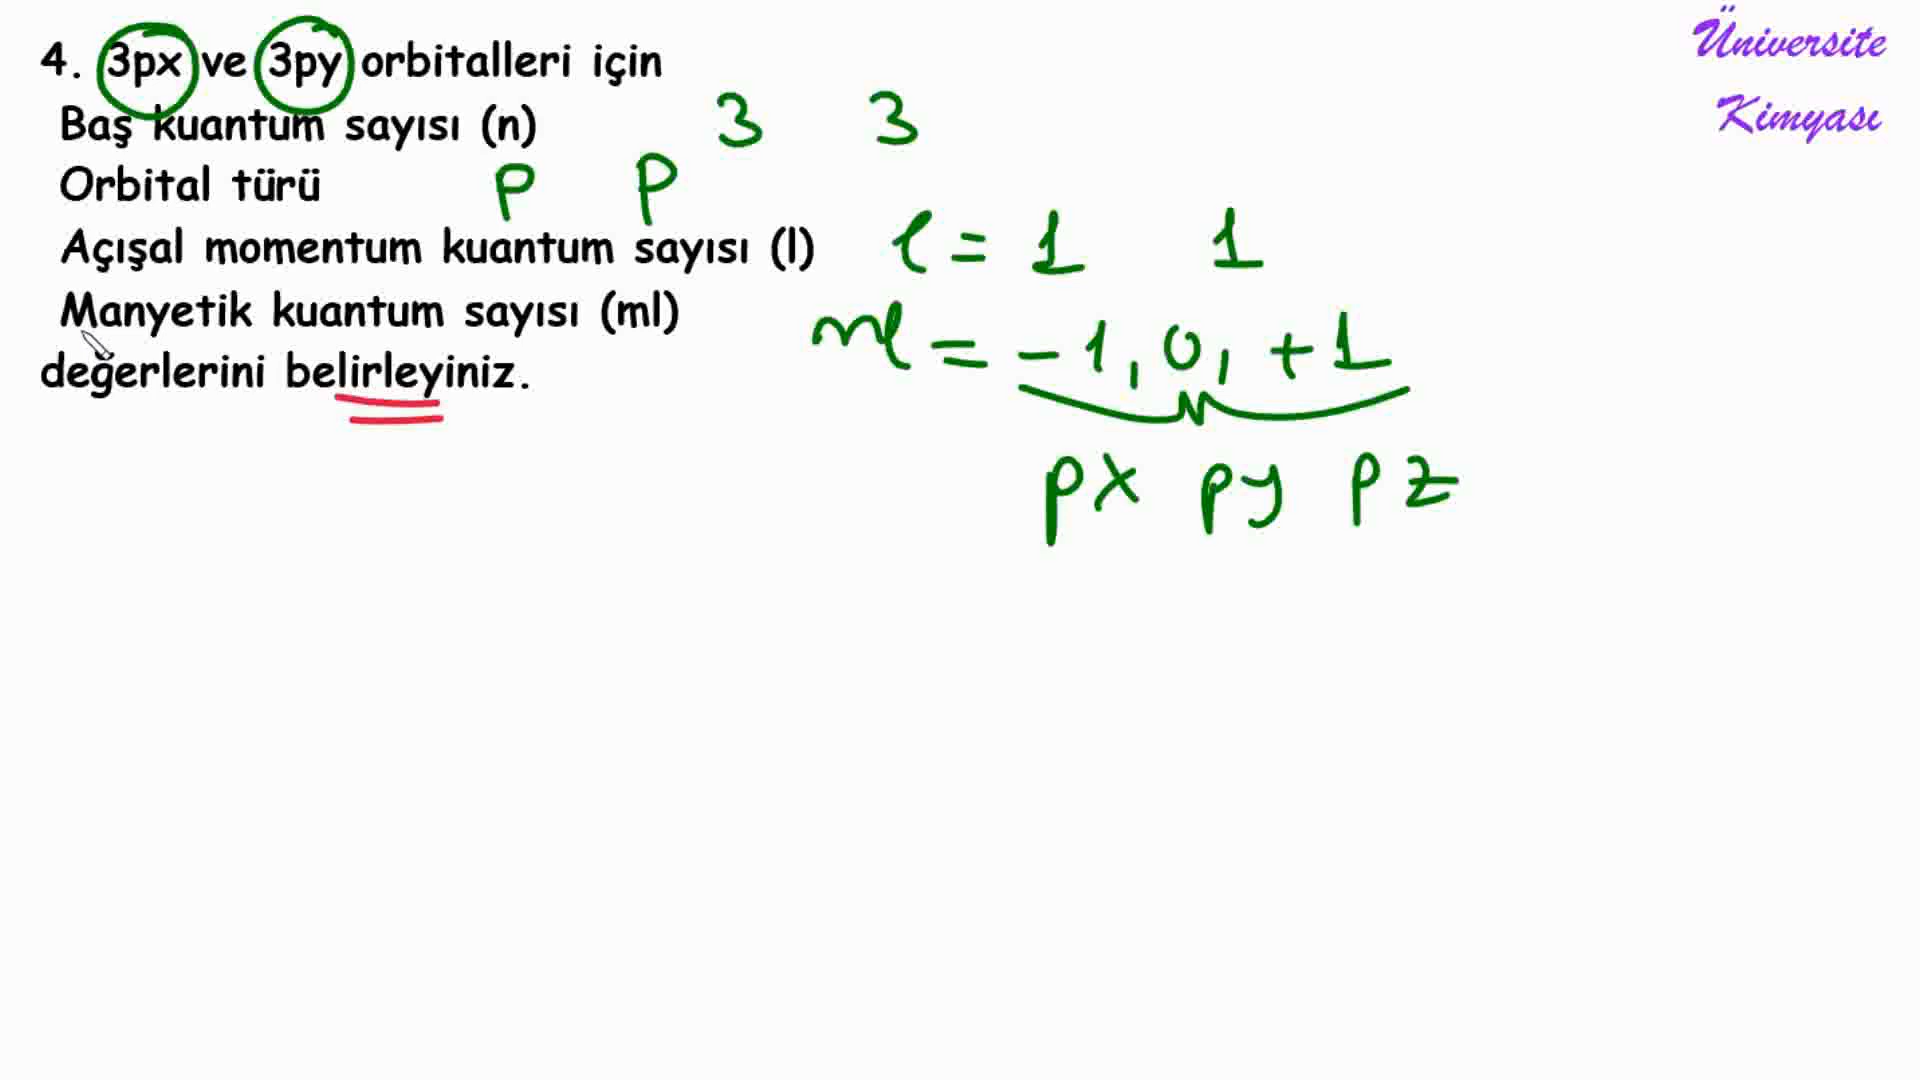 4. 3px ve 3py orbitalleri için
Üniversite
Kimyası
Baş kuantum sayısı (n) 3 3
Orbital türü p p
Açışal momentum kuantum sayısı (l) l = 1 1
Manyetik kuantum sayısı (ml) ml = -1, 0, +1
değerlerini belirleyiniz.
px py pz